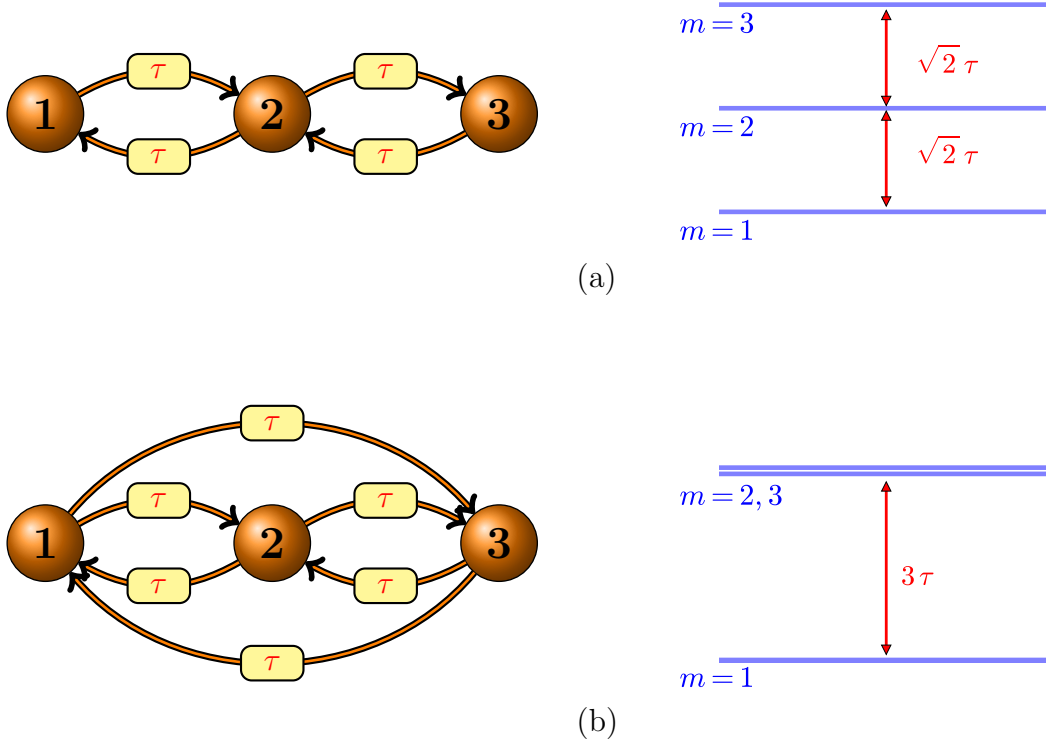 τ τ
1 2 3
τ τ
m = 3
√2 τ
m = 2
√2 τ
m = 1
(a)
τ
τ τ
1 2 3
τ τ
τ
m = 2, 3
3 τ
m = 1
(b)